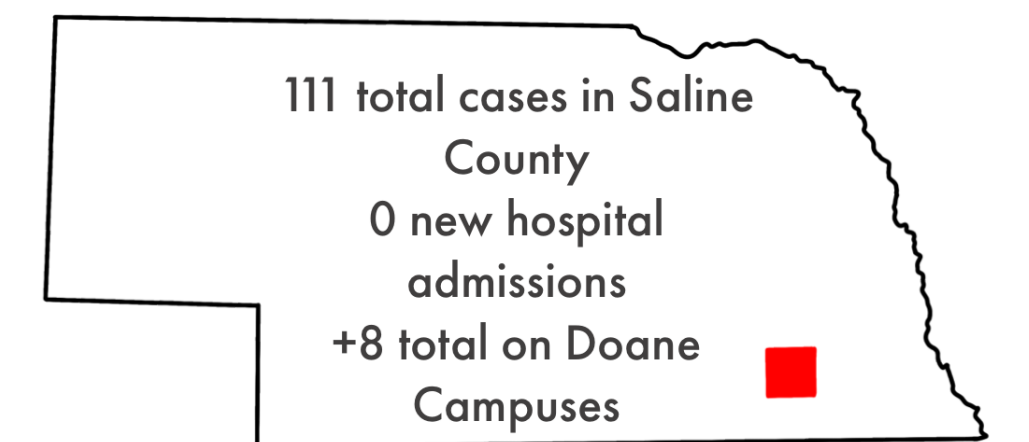 111 total cases in Saline
County
0 new hospital
admissions
+8 total on Doane
Campuses